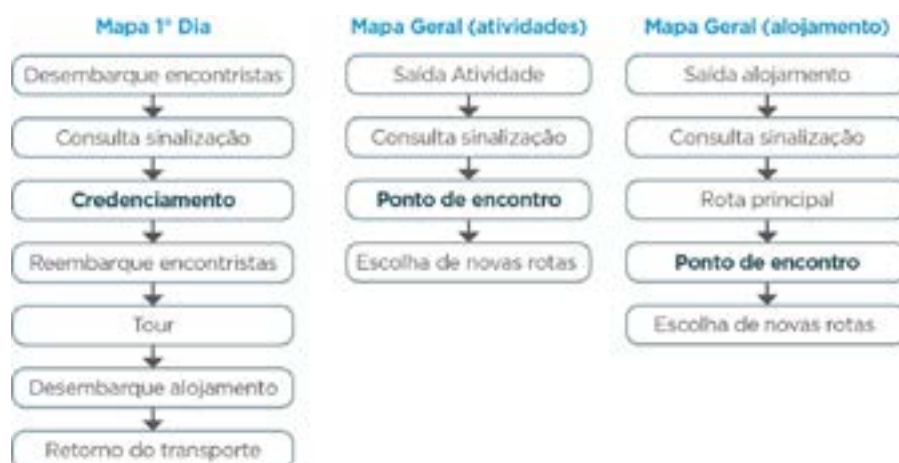 Mapa 1º Dia
Desembarque encontristas
Consulta sinalização
Credenciamento
Reembarque encontristas
Tour
Desembarque alojamento
Retorno do transporte
Mapa Geral (atividades)
Saída Atividade
Consulta sinalização
Ponto de encontro
Escolha de novas rotas
Mapa Geral (alojamento)
Saída alojamento
Consulta sinalização
Rota principal
Ponto de encontro
Escolha de novas rotas